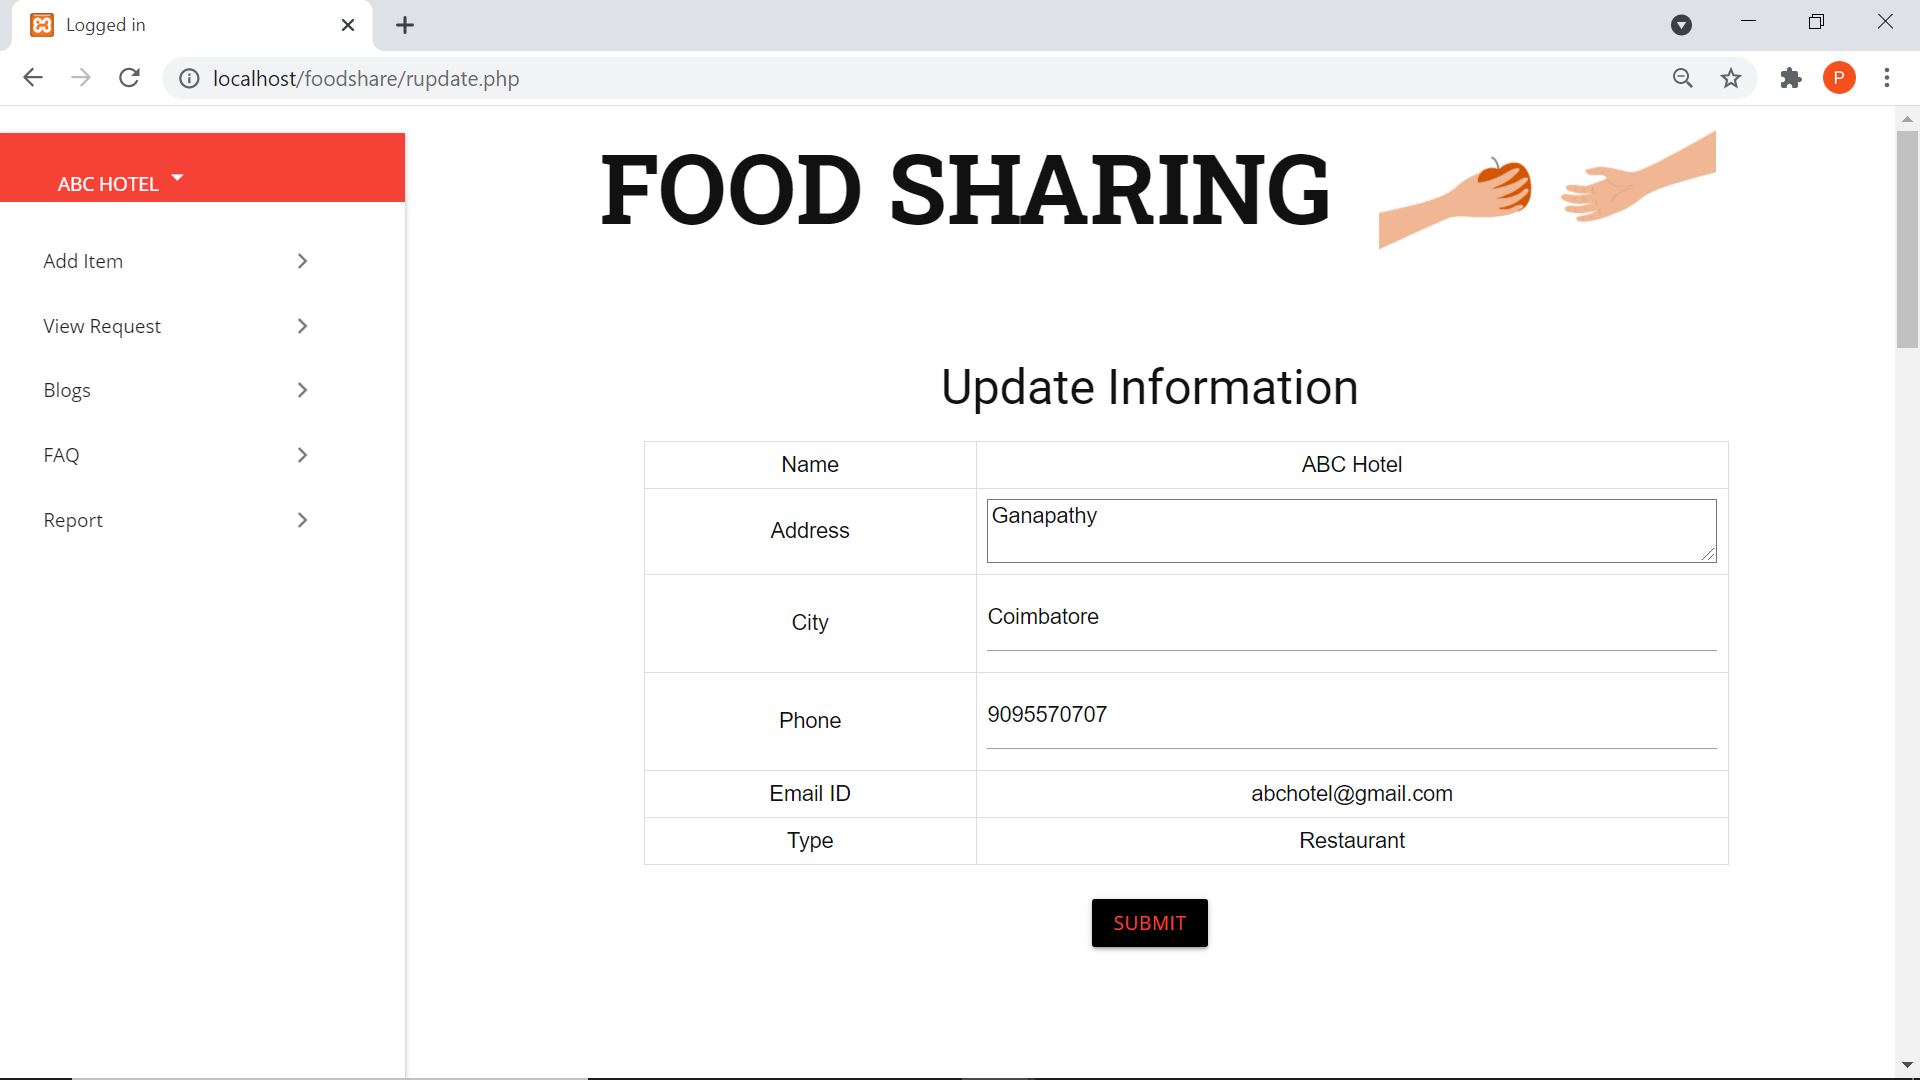 Logged in
localhost/foodshare/rupdate.php
P
ABC HOTEL
FOOD SHARING
Add Item
View Request
Blogs
FAQ
Report
Update Information
Name ABC Hotel
Address Ganapathy
City Coimbatore
Phone 9095570707
Email ID abchotel@gmail.com
Type Restaurant
SUBMIT